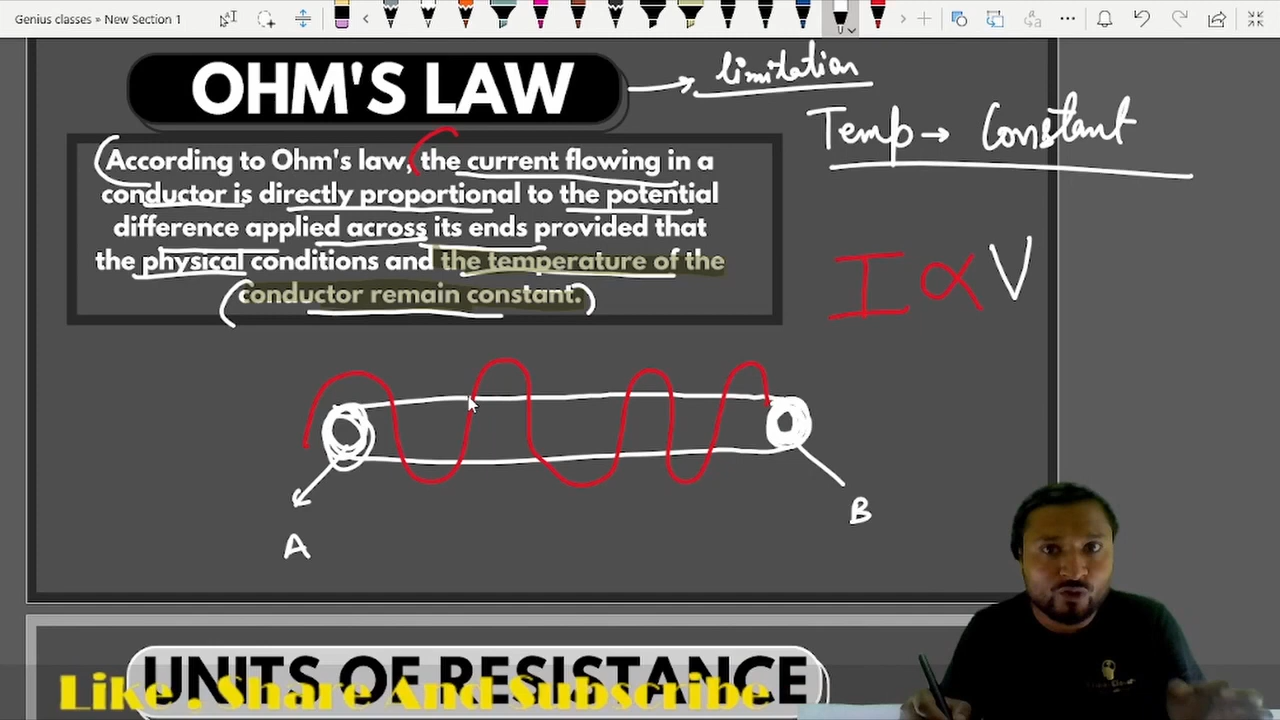 Genius classes » New Section 1
OHM'S LAW
limitation
Temp → Constant
According to Ohm's law, the current flowing in a
conductor is directly proportional to the potential
difference applied across its ends provided that
the physical conditions and the temperature of the
conductor remain constant.
I ∝ V
A
B
UNITS OF RESISTANCE
Like . Share And Subscribe